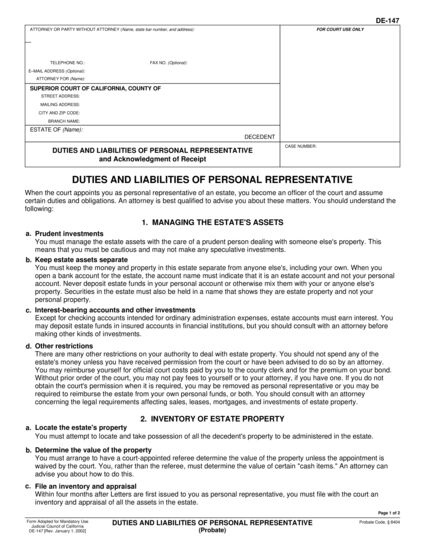 DE-147
ATTORNEY OR PARTY WITHOUT ATTORNEY (Name, state bar number, and address):
FOR COURT USE ONLY
TELEPHONE NO.: FAX NO. (Optional):
E-MAIL ADDRESS (Optional):
ATTORNEY FOR (Name):
SUPERIOR COURT OF CALIFORNIA, COUNTY OF
STREET ADDRESS:
MAILING ADDRESS:
CITY AND ZIP CODE:
BRANCH NAME:
ESTATE OF (Name):
DECEDENT
DUTIES AND LIABILITIES OF PERSONAL REPRESENTATIVE
and Acknowledgment of Receipt
CASE NUMBER:
DUTIES AND LIABILITIES OF PERSONAL REPRESENTATIVE
When the court appoints you as personal representative of an estate, you become an officer of the court and assume
certain duties and obligations. An attorney is best qualified to advise you about these matters. You should understand the
following:
1. MANAGING THE ESTATE'S ASSETS
a. Prudent investments
You must manage the estate assets with the care of a prudent person dealing with someone else's property. This
means that you must be cautious and may not make any speculative investments.
b. Keep estate assets separate
You must keep the money and property in this estate separate from anyone else's, including your own. When you
open a bank account for the estate, the account name must indicate that it is an estate account and not your personal
account. Never deposit estate funds in your personal account or otherwise mix them with your or anyone else's
property. Securities in the estate must also be held in a name that shows they are estate property and not your
personal property.
c. Interest-bearing accounts and other investments
Except for checking accounts intended for ordinary administration expenses, estate accounts must earn interest. You
may deposit estate funds in insured accounts in financial institutions, but you should consult with an attorney before
making other kinds of investments.
d. Other restrictions
There are many other restrictions on your authority to deal with estate property. You should not spend any of the
estate's money unless you have received permission from the court or have been advised to do so by an attorney.
You may reimburse yourself for official court costs paid by you to the county clerk and for the premium on your bond.
Without prior order of the court, you may not pay fees to yourself or to your attorney, if you have one. If you do not
obtain the court's permission when it is required, you may be removed as personal representative or you may be
required to reimburse the estate from your own personal funds, or both. You should consult with an attorney
concerning the legal requirements affecting sales, leases, mortgages, and investments of estate property.
2. INVENTORY OF ESTATE PROPERTY
a. Locate the estate's property
You must attempt to locate and take possession of all the decedent's property to be administered in the estate.
b. Determine the value of the property
You must arrange to have a court-appointed referee determine the value of the property unless the appointment is
waived by the court. You, rather than the referee, must determine the value of certain "cash items." An attorney can
advise you about how to do this.
c. File an inventory and appraisal
Within four months after Letters are first issued to you as personal representative, you must file with the court an
inventory and appraisal of all the assets in the estate.
Page 1 of 2
Form Adopted for Mandatory Use
Judicial Council of California
DE-147 [Rev. January 1, 2002]
DUTIES AND LIABILITIES OF PERSONAL REPRESENTATIVE
(Probate)
Probate Code, § 8404